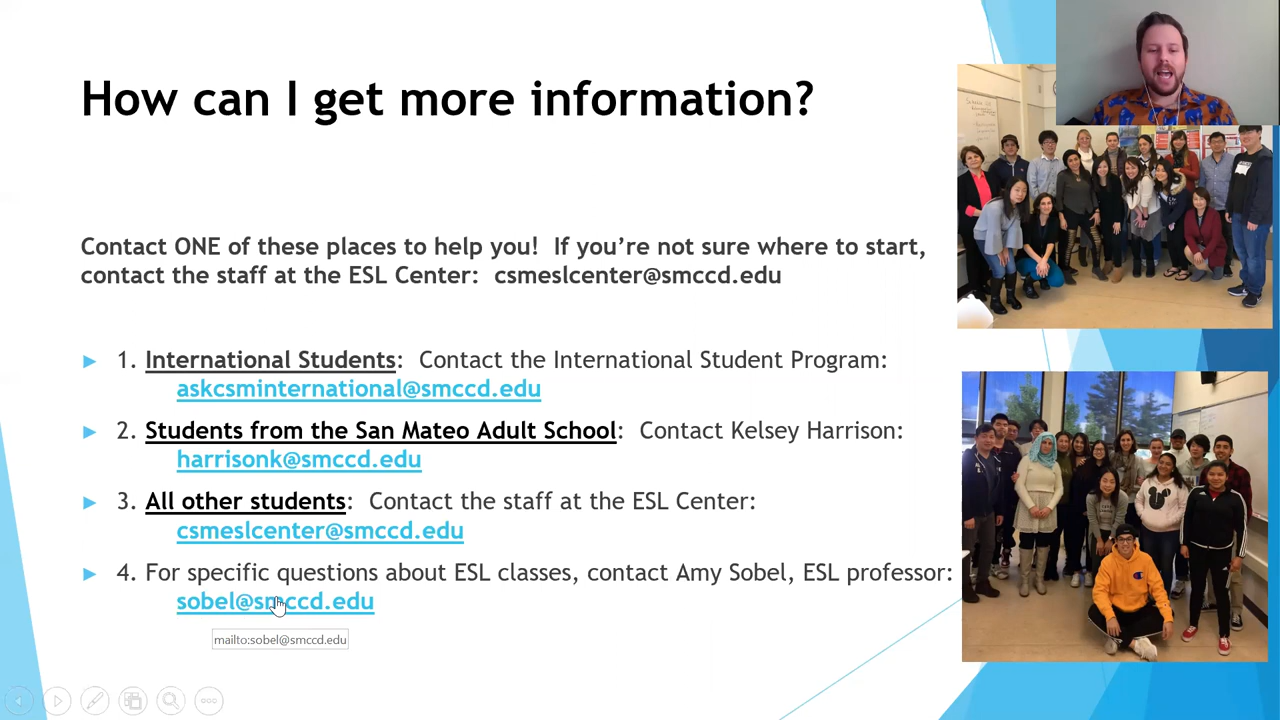 How can I get more information?
Contact ONE of these places to help you!  If you’re not sure where to start,
contact the staff at the ESL Center:  csmeslcenter@smccd.edu
► 1. International Students:  Contact the International Student Program:
askcsminternational@smccd.edu
► 2. Students from the San Mateo Adult School:  Contact Kelsey Harrison:
harrisonk@smccd.edu
► 3. All other students:  Contact the staff at the ESL Center:
csmeslcenter@smccd.edu
► 4. For specific questions about ESL classes, contact Amy Sobel, ESL professor:
sobel@smccd.edu
mailto:sobel@smccd.edu